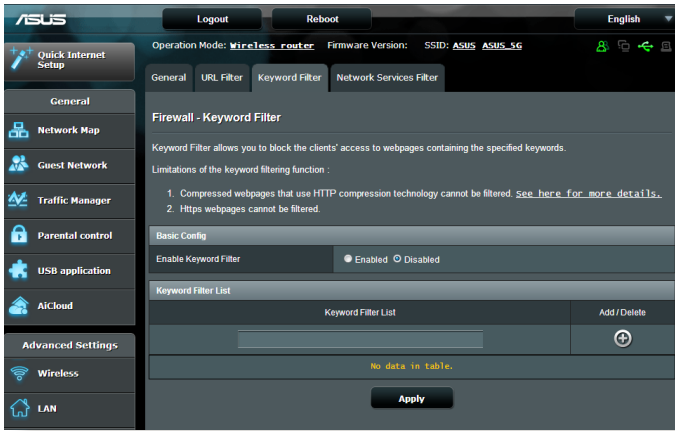 ASUS
Logout
Reboot
English
Operation Mode: Wireless router Firmware Version: SSID: ASUS ASUS_5G
Quick Internet
Setup
General URL Filter Keyword Filter Network Services Filter
General
Network Map
Guest Network
Traffic Manager
Parental control
USB application
AiCloud
Advanced Settings
Wireless
LAN
Firewall - Keyword Filter
Keyword Filter allows you to block the clients' access to webpages containing the specified keywords.
Limitations of the keyword filtering function :
1. Compressed webpages that use HTTP compression technology cannot be filtered. See here for more details.
2. Https webpages cannot be filtered.
Basic Config
Enable Keyword Filter Enabled Disabled
Keyword Filter List
Keyword Filter List Add / Delete
No data in table.
Apply